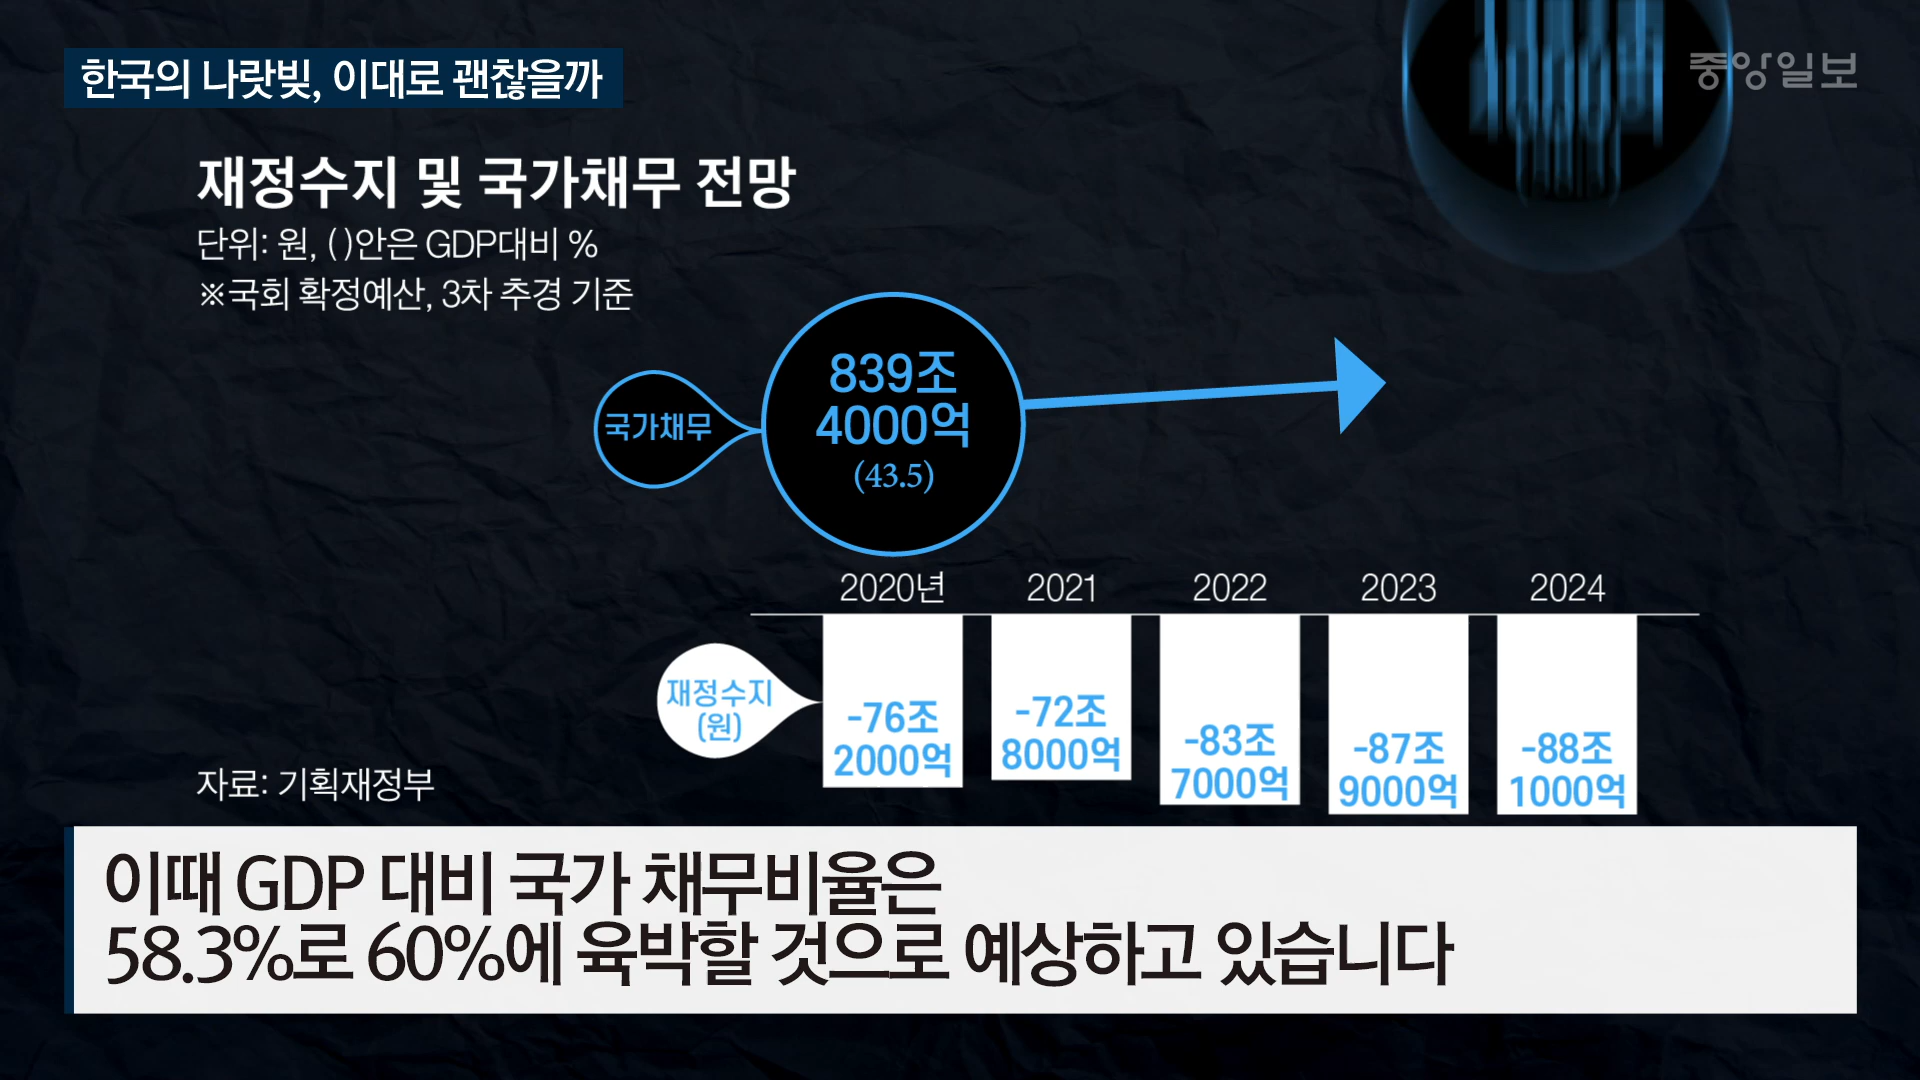 한국의 나랏빚, 이대로 괜찮을까
중앙일보
재정수지 및 국가채무 전망
단위: 원, ( )안은 GDP대비 %
※국회 확정예산, 3차 추경 기준
국가채무
839조
4000억
(43.5)
2020년 2021 2022 2023 2024
재정수지
(원)
-76조
2000억
-72조
8000억
-83조
7000억
-87조
9000억
-88조
1000억
자료: 기획재정부
이때 GDP 대비 국가 채무비율은
58.3%로 60%에 육박할 것으로 예상하고 있습니다